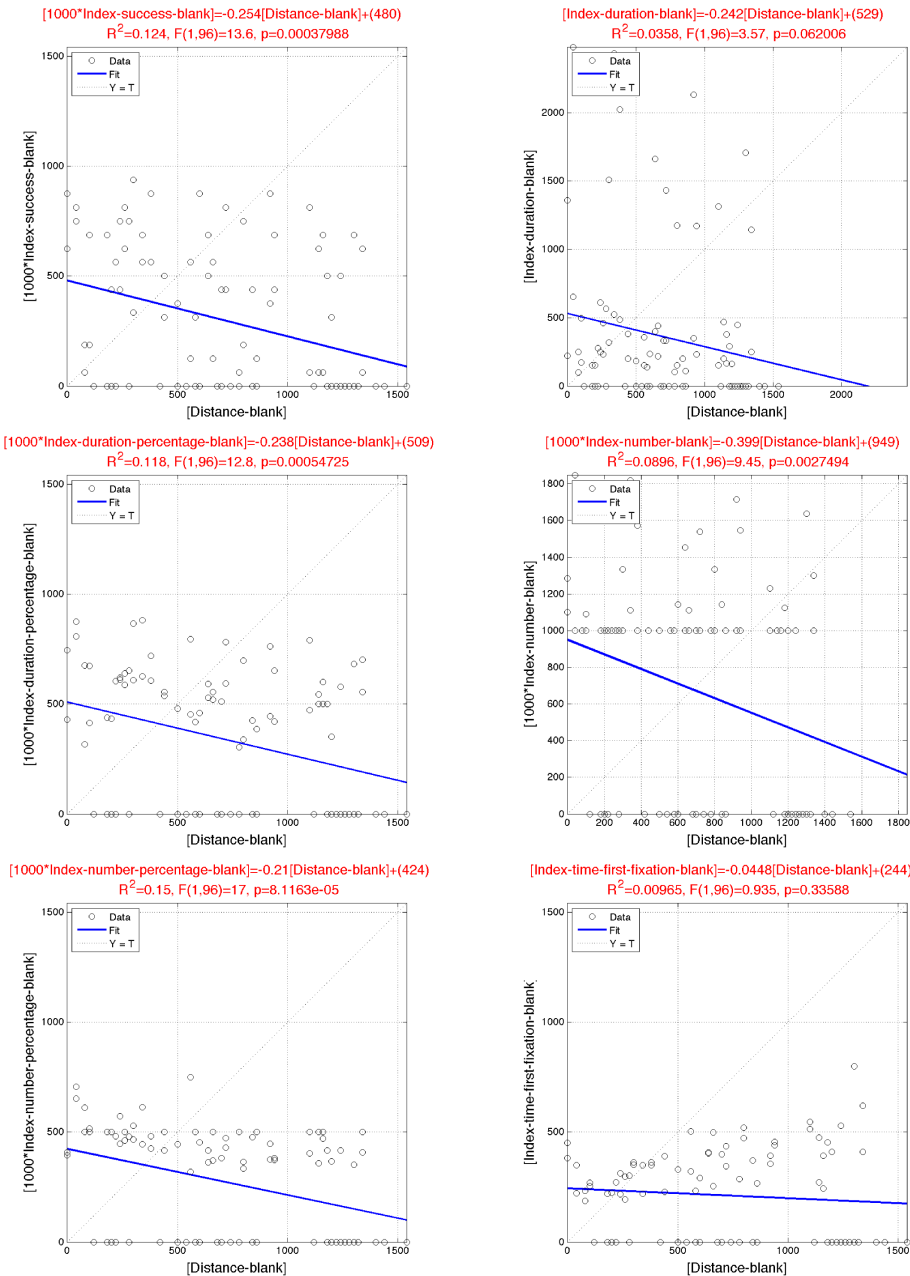 [1000*Index-success-blank]=-0.254[Distance-blank]+(480)
R²=0.124, F(1,96)=13.6, p=0.00037988
1500
1000
500
0
[1000*Index-success-blank]
Data
Fit
Y = T
0
500
1000
1500
[Distance-blank]
[Index-duration-blank]=-0.242[Distance-blank]+(529)
R²=0.0358, F(1,96)=3.57, p=0.062006
2000
1500
1000
500
0
[Index-duration-blank]
Data
Fit
Y = T
0
500
1000
1500
2000
[Distance-blank]
[1000*Index-duration-percentage-blank]=-0.238[Distance-blank]+(509)
R²=0.118, F(1,96)=12.8, p=0.00054725
1500
1000
500
0
[1000*Index-duration-percentage-blank]
Data
Fit
Y = T
0
500
1000
1500
[Distance-blank]
[1000*Index-number-blank]=-0.399[Distance-blank]+(949)
R²=0.0896, F(1,96)=9.45, p=0.0027494
1800
1600
1400
1200
1000
800
600
400
200
0
[1000*Index-number-blank]
Data
Fit
Y = T
0
200
400
600
800
1000
1200
1400
1600
1800
[Distance-blank]
[1000*Index-number-percentage-blank]=-0.21[Distance-blank]+(424)
R²=0.15, F(1,96)=17, p=8.1163e-05
1500
1000
500
0
[1000*Index-number-percentage-blank]
Data
Fit
Y = T
0
500
1000
1500
[Distance-blank]
[Index-time-first-fixation-blank]=-0.0448[Distance-blank]+(244)
R²=0.00965, F(1,96)=0.935, p=0.33588
1500
1000
500
0
[Index-time-first-fixation-blank]
Data
Fit
Y = T
0
500
1000
1500
[Distance-blank]